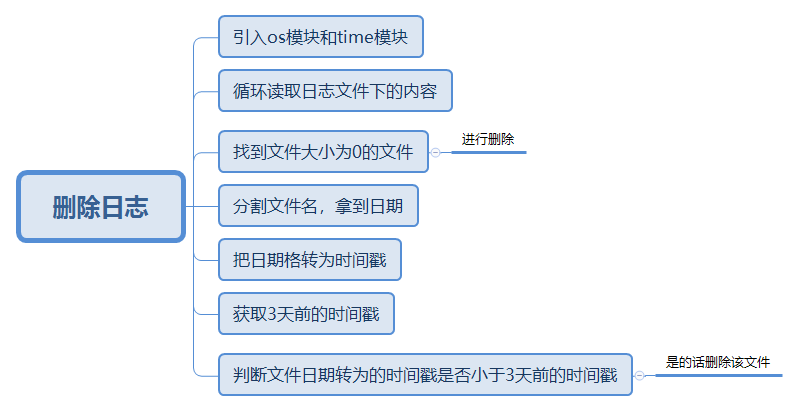 删除日志
引入os模块和time模块
循环读取日志文件下的内容
找到文件大小为0的文件
进行删除
分割文件名，拿到日期
把日期格转为时间戳
获取3天前的时间戳
判断文件日期转为的时间戳是否小于3天前的时间戳
是的话删除该文件